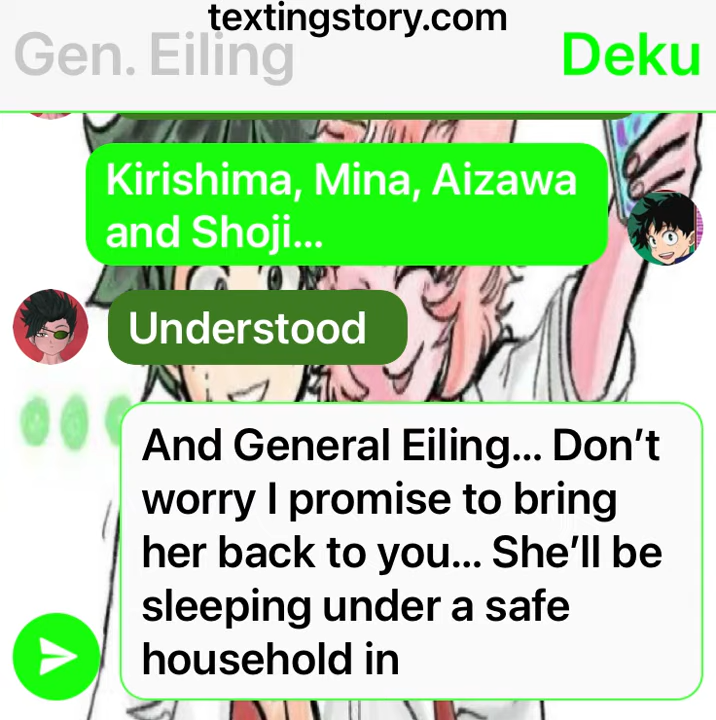 textingstory.com
Gen. Eiling
Deku
Kirishima, Mina, Aizawa
and Shoji...
Understood
And General Eiling... Don’t
worry I promise to bring
her back to you... She’ll be
sleeping under a safe
household in